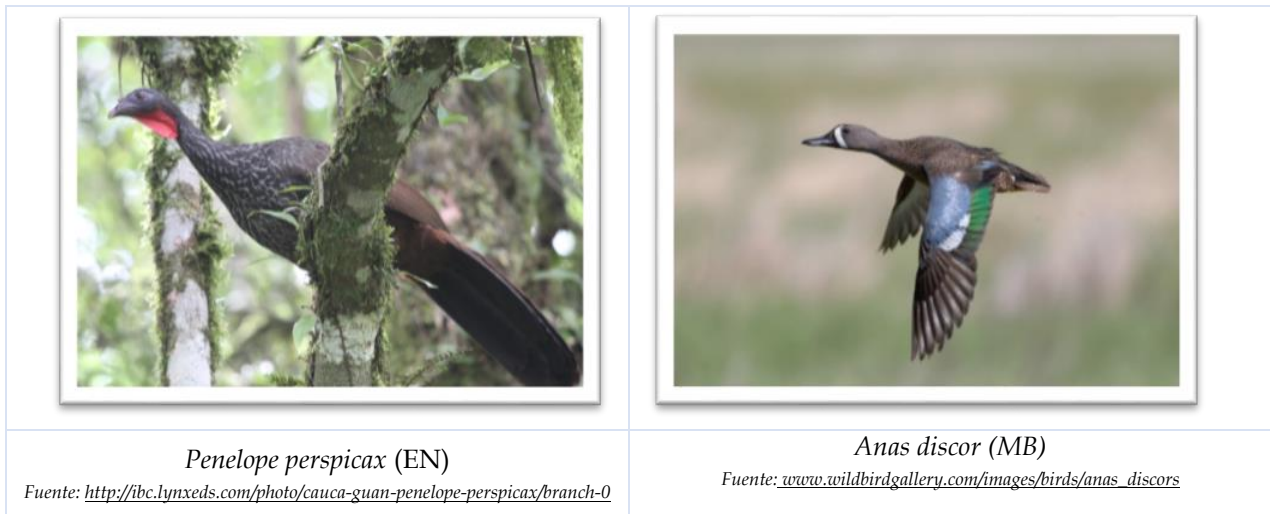 Penelope perspicax (EN)
Fuente: http://ibc.lynxeds.com/photo/cauca-guan-penelope-perspicax/branch-0
Anas discor (MB)
Fuente: www.wildbirdgallery.com/images/birds/anas_discors